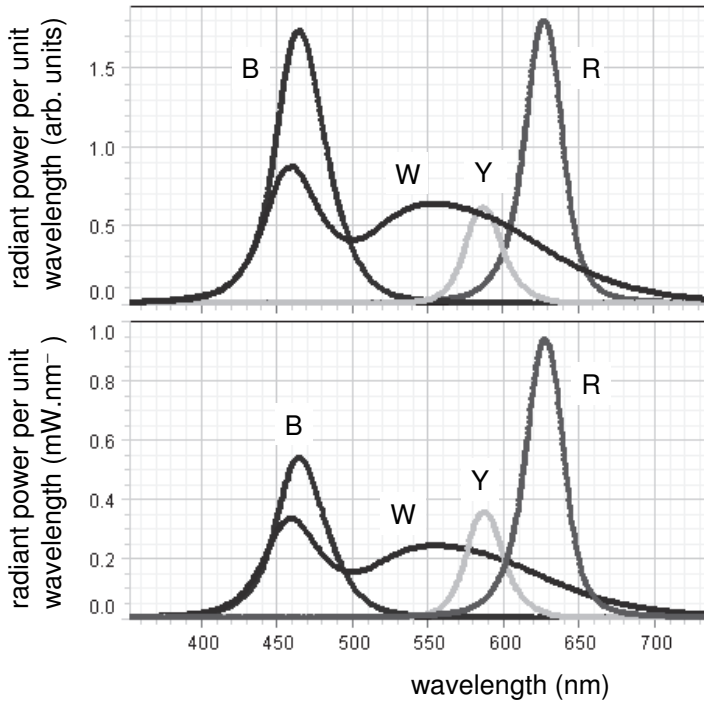 radiant power per unit
wavelength (arb. units)
1.5
1.0
0.5
0.0
B
W
Y
R
radiant power per unit
wavelength (mW.nm⁻)
1.0
0.8
0.6
0.4
0.2
0.0
B
W
Y
R
400 450 500 550 600 650 700
wavelength (nm)